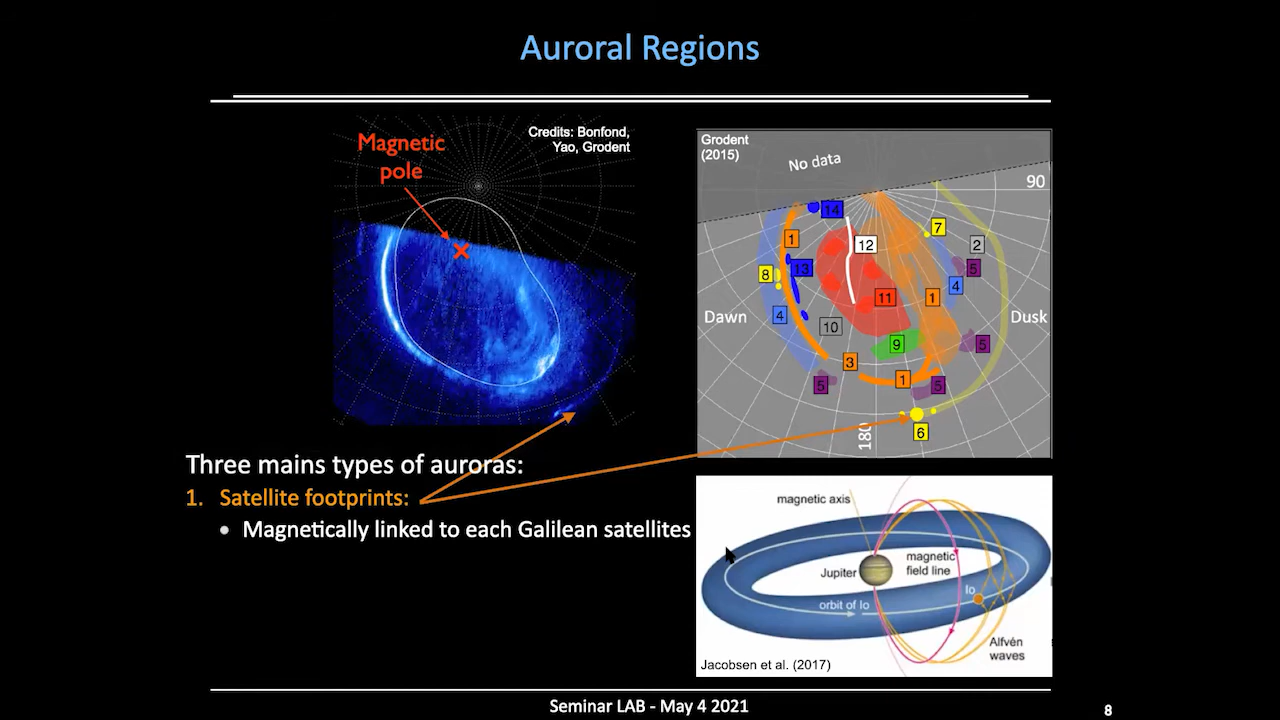 Auroral Regions
Magnetic
pole
Credits: Bonfond,
Yao, Grodent
Grodent
(2015)
No data
90
14
7
1
12
2
8
13
5
4
11
1
4
Dawn
10
Dusk
9
5
3
5
1
5
6
180
Three mains types of auroras:
1. Satellite footprints:
• Magnetically linked to each Galilean satellites
magnetic axis
Jupiter
magnetic
field line
orbit of Io
Io
Alfvén
waves
Jacobsen et al. (2017)
Seminar LAB - May 4 2021
8